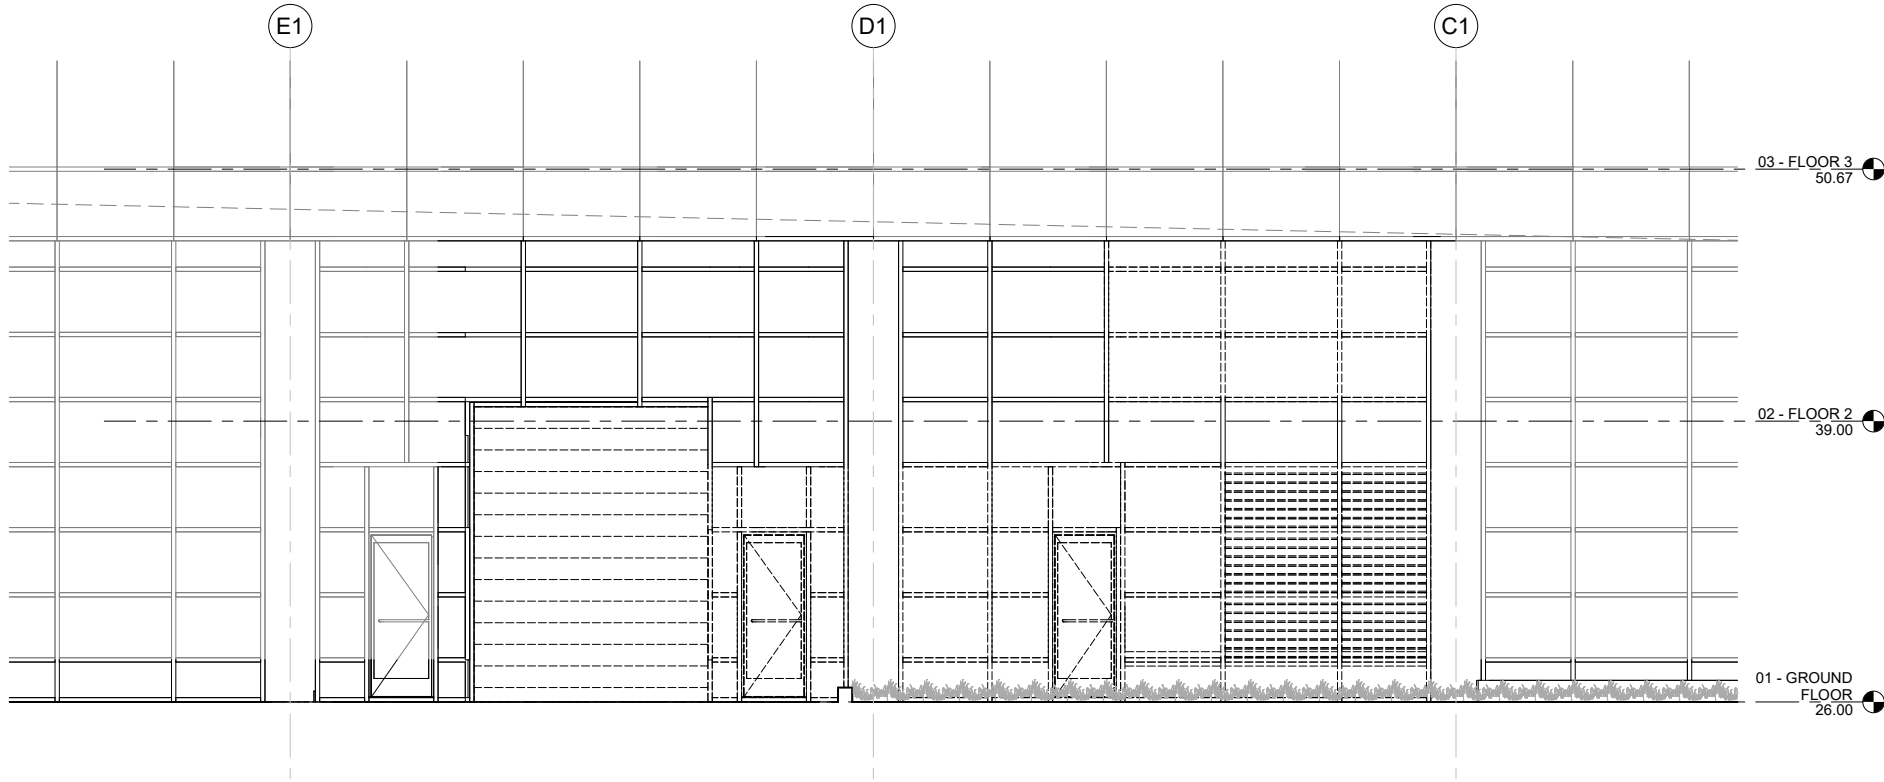 E1
D1
C1
03 - FLOOR 3
50.67
02 - FLOOR 2
39.00
01 - GROUND
FLOOR
26.00